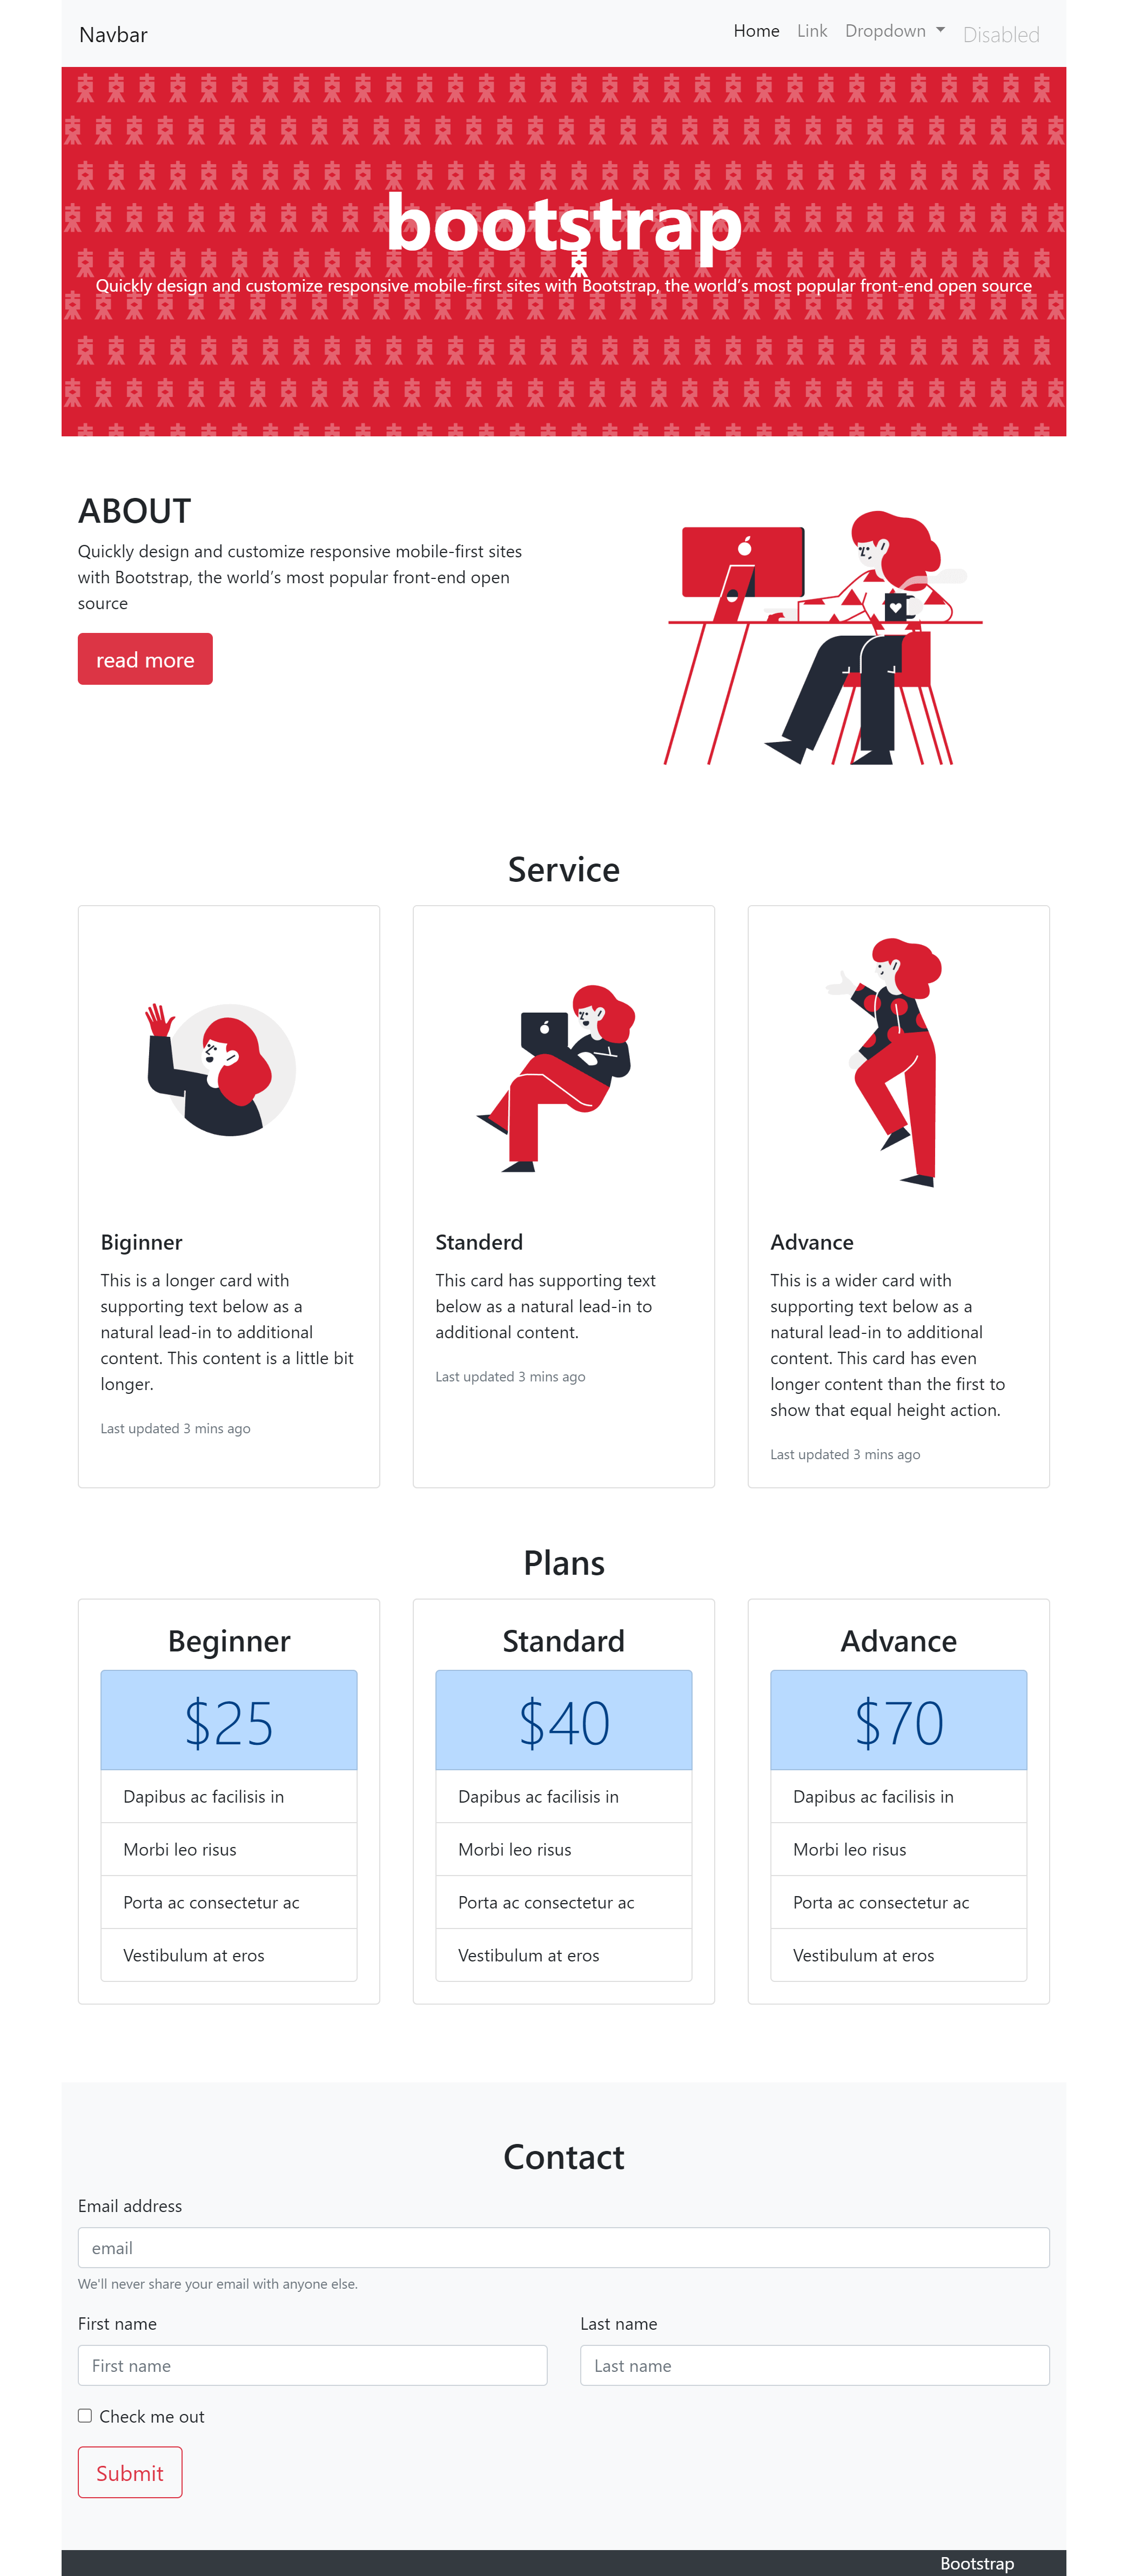 Navbar
Home Link Dropdown Disabled
bootstrap
Quickly design and customize responsive mobile-first sites with Bootstrap, the world’s most popular front-end open source
ABOUT
Quickly design and customize responsive mobile-first sites
with Bootstrap, the world’s most popular front-end open
source
read more
Service
Biginner
This is a longer card with
supporting text below as a
natural lead-in to additional
content. This content is a little bit
longer.
Last updated 3 mins ago
Standerd
This card has supporting text
below as a natural lead-in to
additional content.
Last updated 3 mins ago
Advance
This is a wider card with
supporting text below as a
natural lead-in to additional
content. This card has even
longer content than the first to
show that equal height action.
Last updated 3 mins ago
Plans
Beginner
$25
Dapibus ac facilisis in
Morbi leo risus
Porta ac consectetur ac
Vestibulum at eros
Standard
$40
Dapibus ac facilisis in
Morbi leo risus
Porta ac consectetur ac
Vestibulum at eros
Advance
$70
Dapibus ac facilisis in
Morbi leo risus
Porta ac consectetur ac
Vestibulum at eros
Contact
Email address
email
We'll never share your email with anyone else.
First name
First name
Last name
Last name
Check me out
Submit
Bootstrap